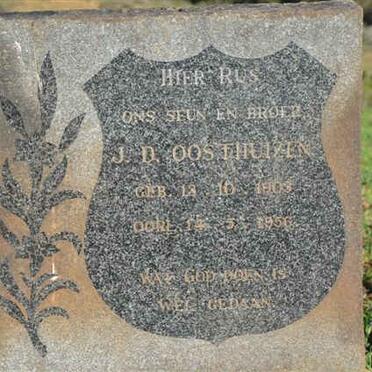 HIER RUS
ONS SEUN EN BROER
J. D. OOSTHUIZEN
GEB. 18 . 10 . 1903
OORL. 14 . 5 . 1956
WAT GOD DOEN IS
WEL GEDAAN